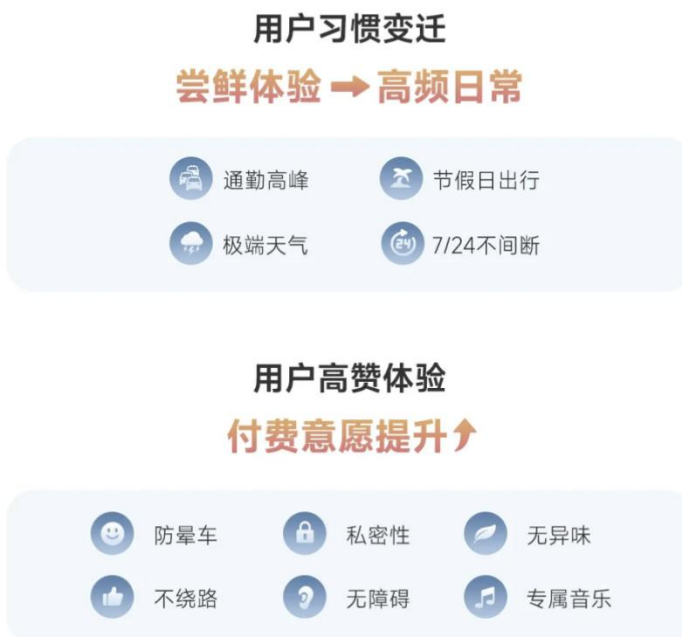 用户习惯变迁
尝鲜体验→高频日常
通勤高峰 节假日出行
极端天气 24 7/24不间断
用户高赞体验
付费意愿提升
防晕车 私密性 无异味
不绕路 无障碍 专属音乐